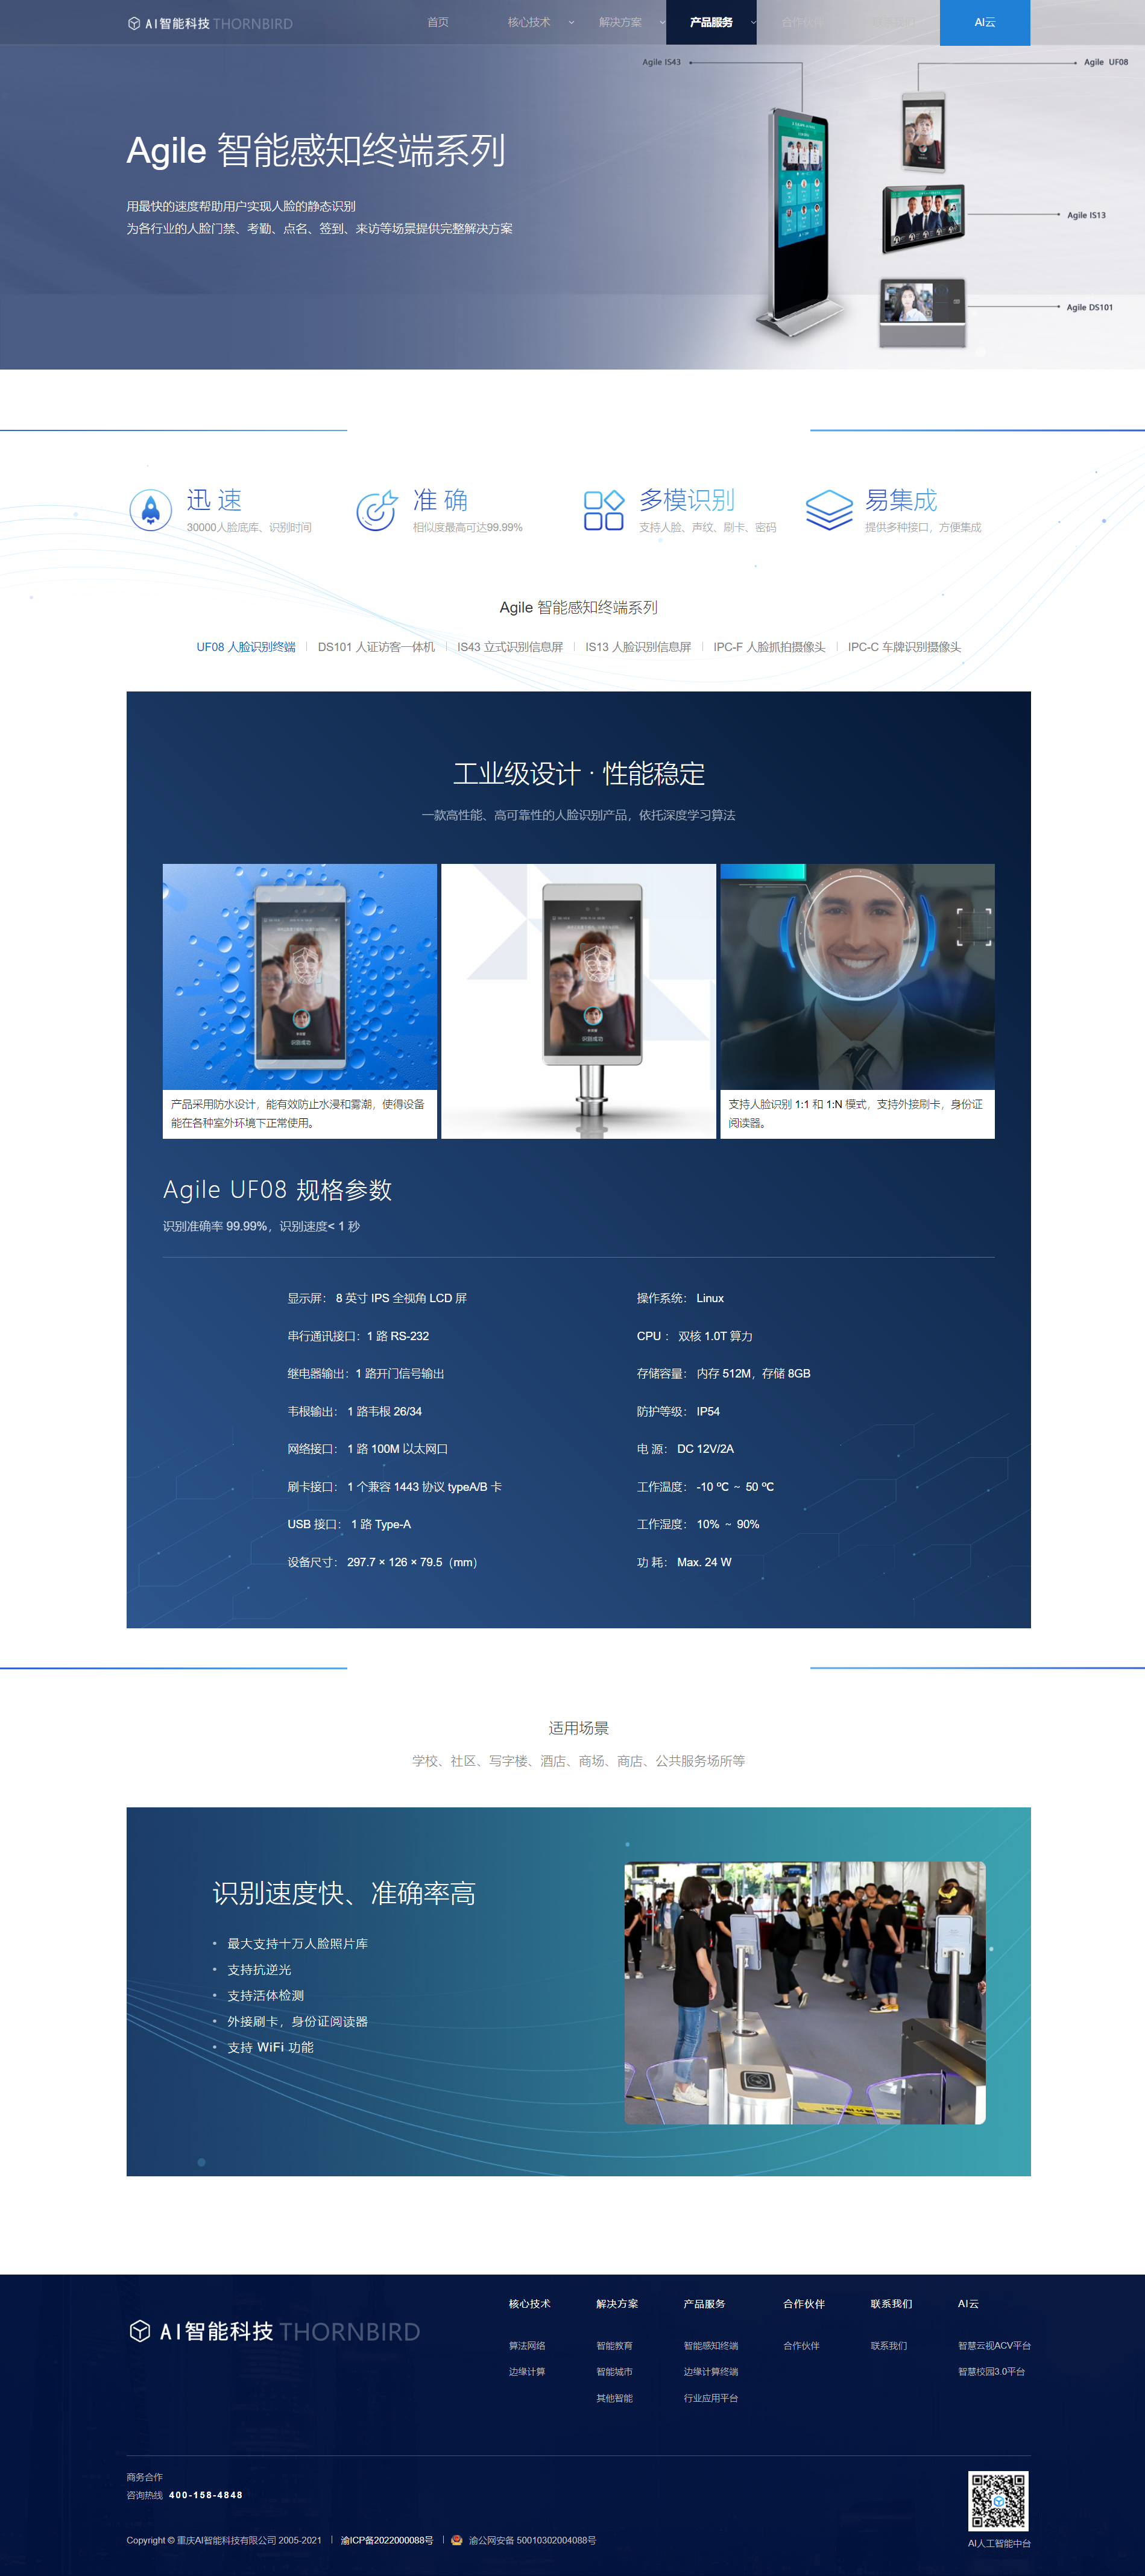 AI智能科技 THORNBIRD
首页
核心技术
解决方案
产品服务
合作伙伴
AI云
Agile IS43
Agile UF08
Agile 智能感知终端系列
用最快的速度帮助用户实现人脸的静态识别
为各行业的人脸门禁、考勤、点名、签到、来访等场景提供完整解决方案
Agile IS13
Agile DS101
迅 速
30000人脸底库、识别时间
准 确
相似度最高可达99.99%
多模识别
支持人脸、声纹、刷卡、密码
易集成
提供多种接口，方便集成
Agile 智能感知终端系列
UF08 人脸识别终端
DS101 人证访客一体机
IS43 立式识别信息屏
IS13 人脸识别信息屏
IPC-F 人脸抓拍摄像头
IPC-C 车牌识别摄像头
工业级设计 · 性能稳定
一款高性能、高可靠性的人脸识别产品，依托深度学习算法
识别成功
识别成功
产品采用防水设计，能有效防止水浸和雾潮，使得设备
能在各种室外环境下正常使用。
支持人脸识别 1:1 和 1:N 模式，支持外接刷卡，身份证
阅读器。
Agile UF08 规格参数
识别准确率 99.99%，识别速度< 1 秒
显示屏： 8 英寸 IPS 全视角 LCD 屏
操作系统： Linux
串行通讯接口：1 路 RS-232
CPU ： 双核 1.0T 算力
继电器输出：1 路开门信号输出
存储容量： 内存 512M，存储 8GB
韦根输出： 1 路韦根 26/34
防护等级： IP54
网络接口： 1 路 100M 以太网口
电 源： DC 12V/2A
刷卡接口： 1 个兼容 1443 协议 typeA/B 卡
工作温度： -10 ℃ ~ 50 ℃
USB 接口： 1 路 Type-A
工作湿度： 10% ~ 90%
设备尺寸： 297.7 × 126 × 79.5（mm）
功 耗： Max. 24 W
适用场景
学校、社区、写字楼、酒店、商场、商店、公共服务场所等
识别速度快、准确率高
• 最大支持十万人脸照片库
• 支持抗逆光
• 支持活体检测
• 外接刷卡，身份证阅读器
• 支持 WiFi 功能
AI智能科技 THORNBIRD
核心技术
算法网络
边缘计算
解决方案
智能教育
智能城市
其他智能
产品服务
智能感知终端
边缘计算终端
行业应用平台
合作伙伴
合作伙伴
联系我们
联系我们
AI云
智慧云视ACV平台
智慧校园3.0平台
商务合作
咨询热线 400-158-4848
Copyright © 重庆AI智能科技有限公司 2005-2021 | 渝ICP备2022000088号 | 渝公网安备 50010302004088号
AI人工智能中台